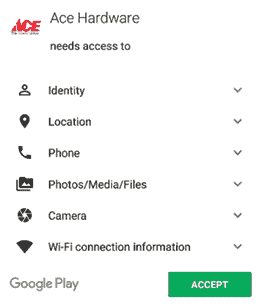 ACE Ace Hardware
needs access to
Identity
Location
Phone
Photos/Media/Files
Camera
Wi-Fi connection information
Google Play ACCEPT